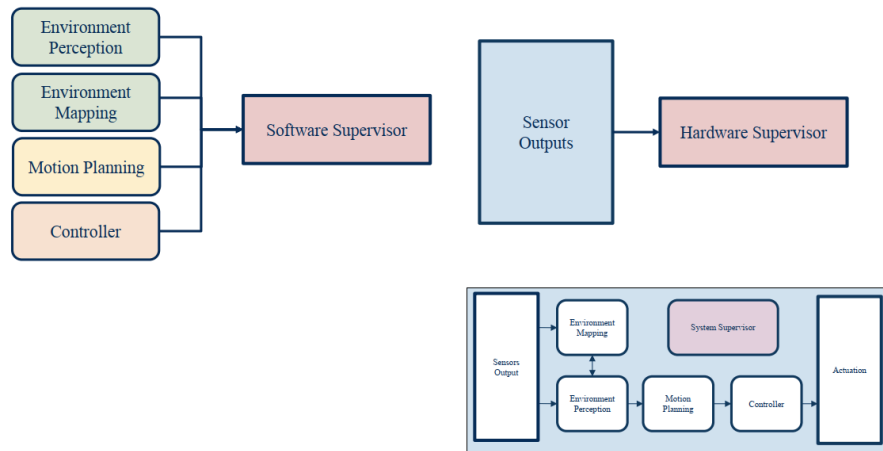 Environment
Perception
Environment
Mapping
Motion Planning
Controller
Software Supervisor
Sensor
Outputs
Hardware Supervisor
Sensors
Output
Environment
Mapping
System Supervisor
Environment
Perception
Motion
Planning
Controller
Actuation